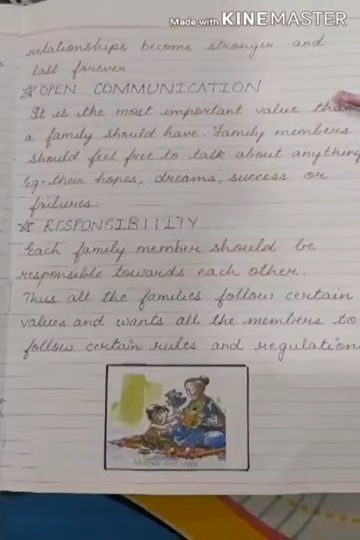 Made with KINEMASTER
relationships become stronger and
last forever
☆ OPEN COMMUNICATION
It is the most important value than
a family should have. Family members
should feel free to talk about anything
Eg-their hopes, dreams, success or
failures.
☆ RESPONSIBILITY
Each family member should be
responsible towards each other.
Thus all the families follow certain
values and wants all the members to
follow certain rules and regulation
Mother and